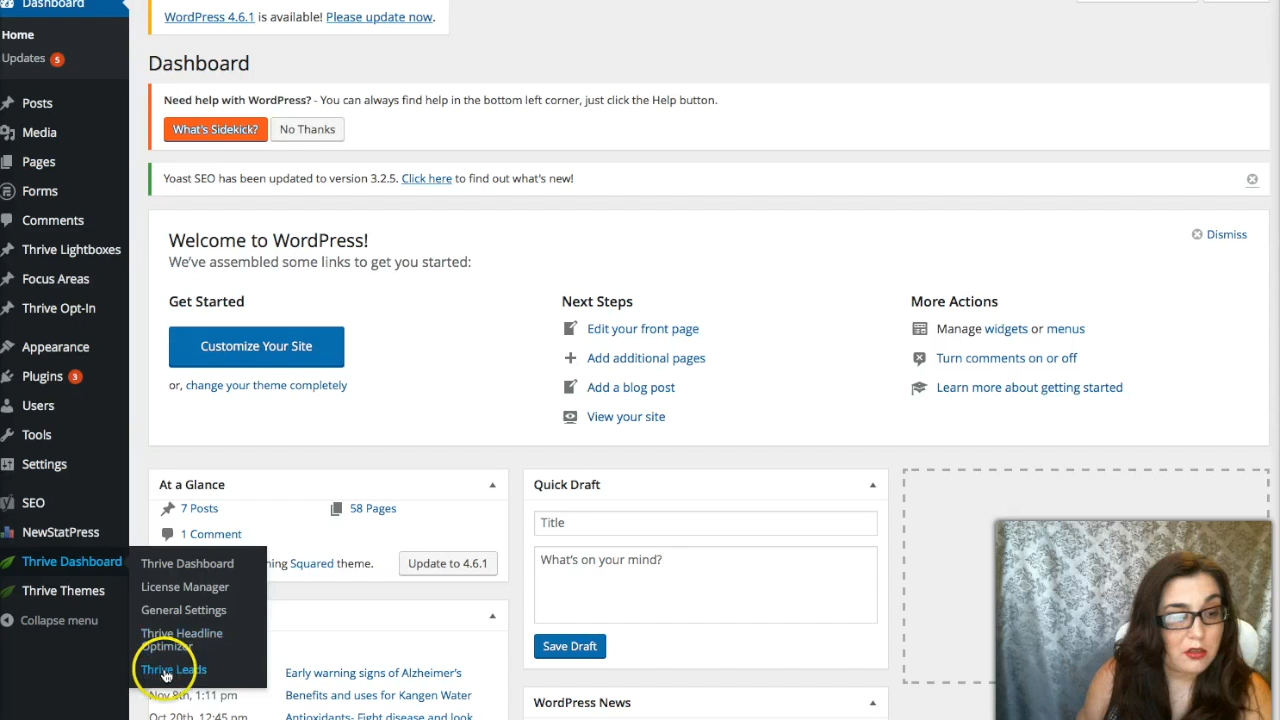 Dashboard
Home
Updates 5
Posts
Media
Pages
Forms
Comments
Thrive Lightboxes
Focus Areas
Thrive Opt-In
Appearance
Plugins 3
Users
Tools
Settings
SEO
NewStatPress
Thrive Dashboard
Thrive Themes
Collapse menu
Thrive Dashboard
License Manager
General Settings
Thrive Headline
Optimizer
Thrive Leads
WordPress 4.6.1 is available! Please update now.
Dashboard
Need help with WordPress? - You can always find help in the bottom left corner, just click the Help button.
What's Sidekick? No Thanks
Yoast SEO has been updated to version 3.2.5. Click here to find out what's new!
Welcome to WordPress!
Dismiss
We've assembled some links to get you started:
Get Started
Customize Your Site
or, change your theme completely
Next Steps
Edit your front page
Add additional pages
Add a blog post
View your site
More Actions
Manage widgets or menus
Turn comments on or off
Learn more about getting started
At a Glance
7 Posts 58 Pages
1 Comment
Squared theme. Update to 4.6.1
Early warning signs of Alzheimer's
Nov 8th, 1:11 pm Benefits and uses for Kangen Water
Oct 20th, 12:45 pm Antioxidants- Fight disease and look
Quick Draft
Title
What's on your mind?
Save Draft
WordPress News